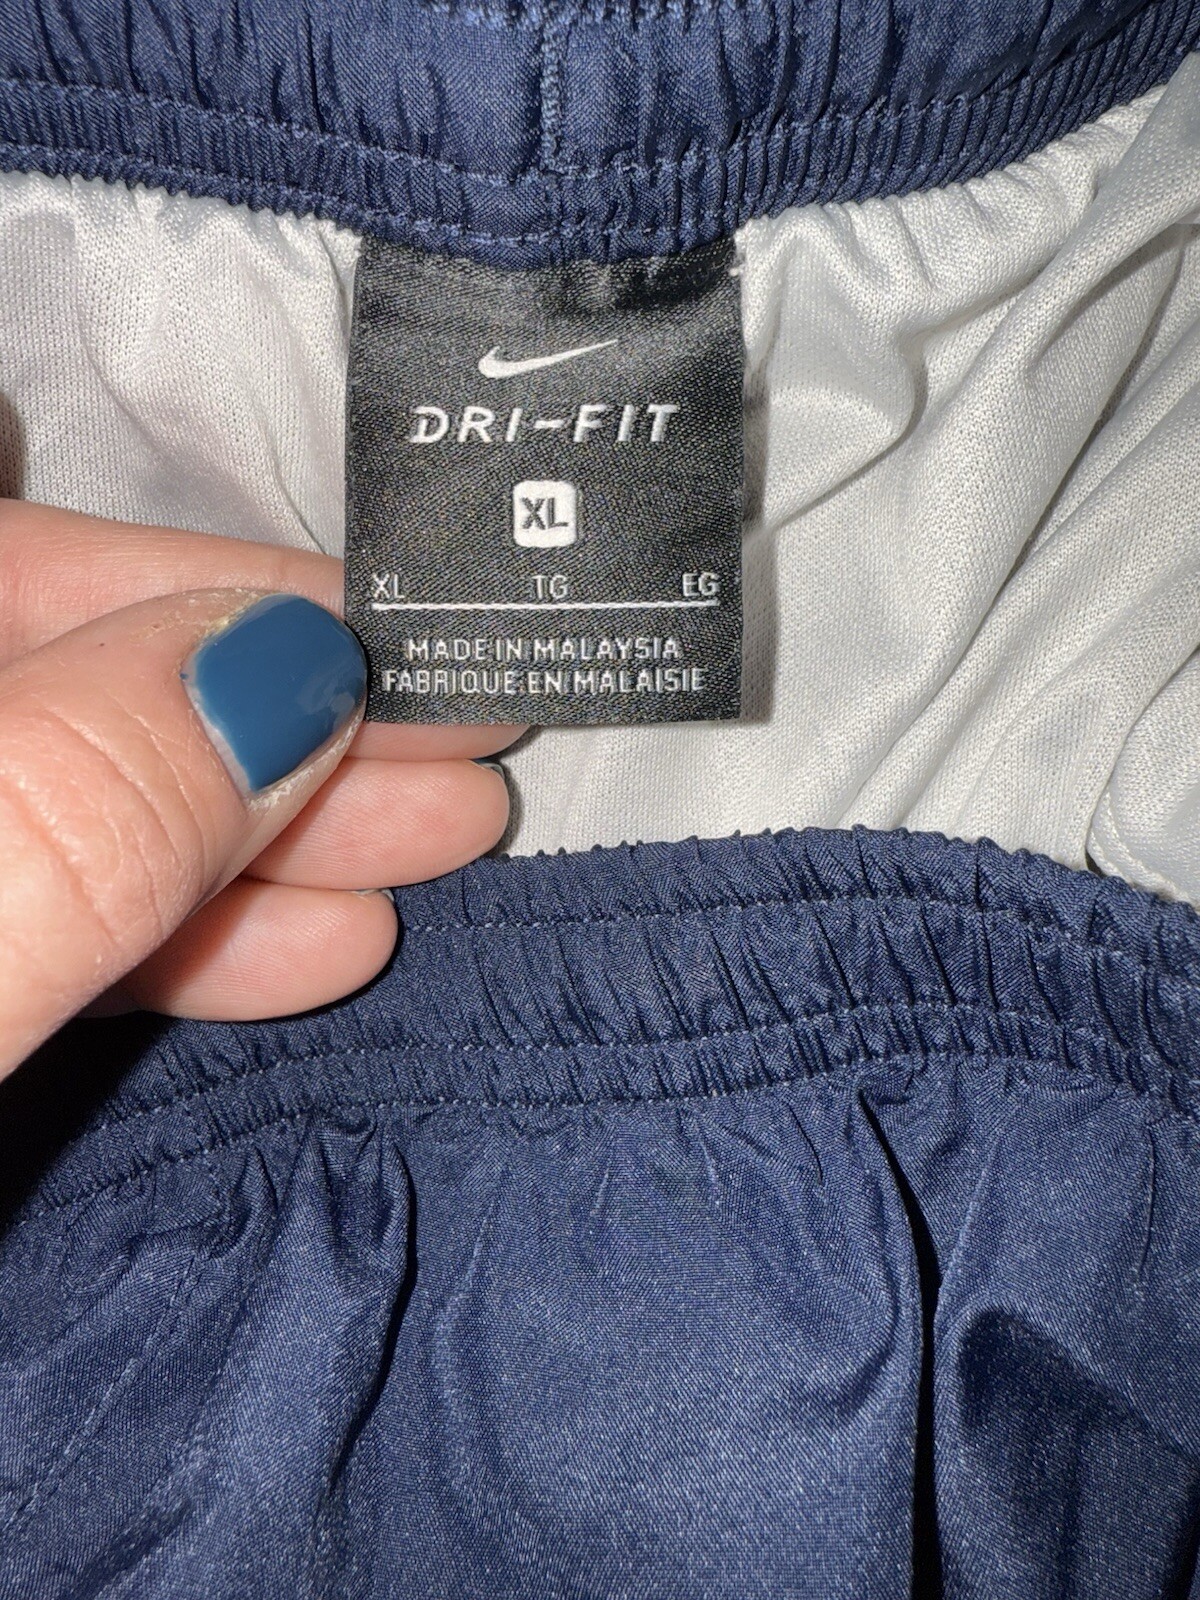 DRI-FIT
XL
XL TG EG
MADE IN MALAYSIA
FABRIQUE EN MALAISIE